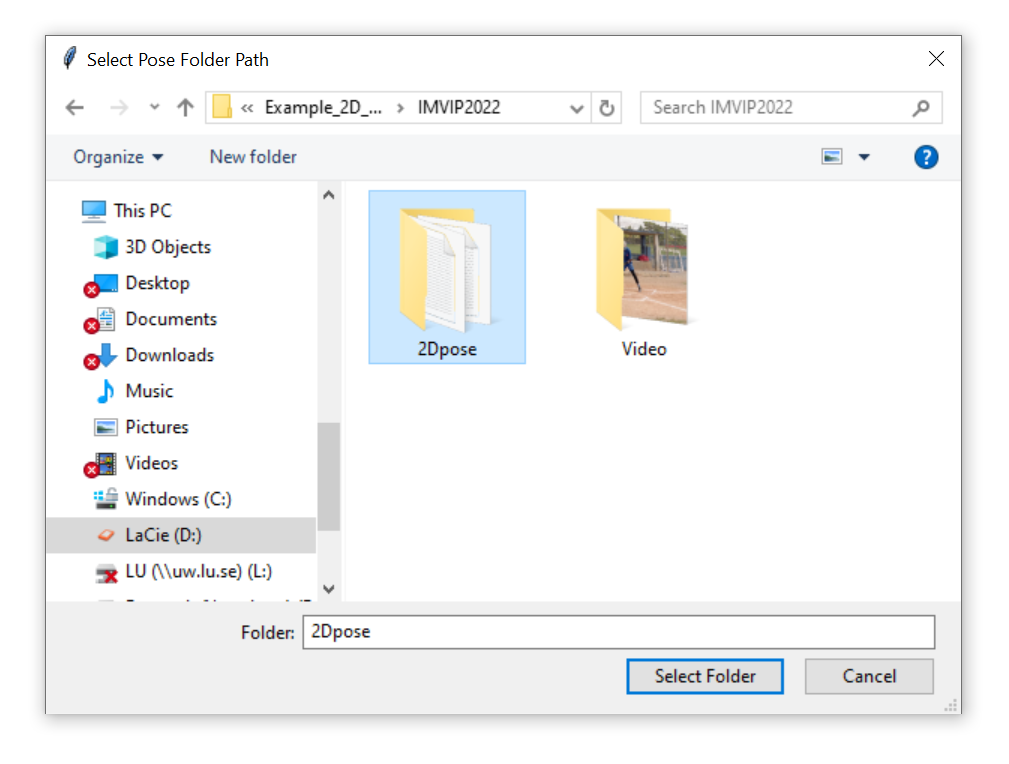 Select Pose Folder Path
« Example_2D_... > IMVIP2022
Search IMVIP2022
Organize
New folder
This PC
3D Objects
Desktop
Documents
Downloads
Music
Pictures
Videos
Windows (C:)
LaCie (D:)
LU (\\uw.lu.se) (L:)
2Dpose
Video
Folder: 2Dpose
Select Folder
Cancel